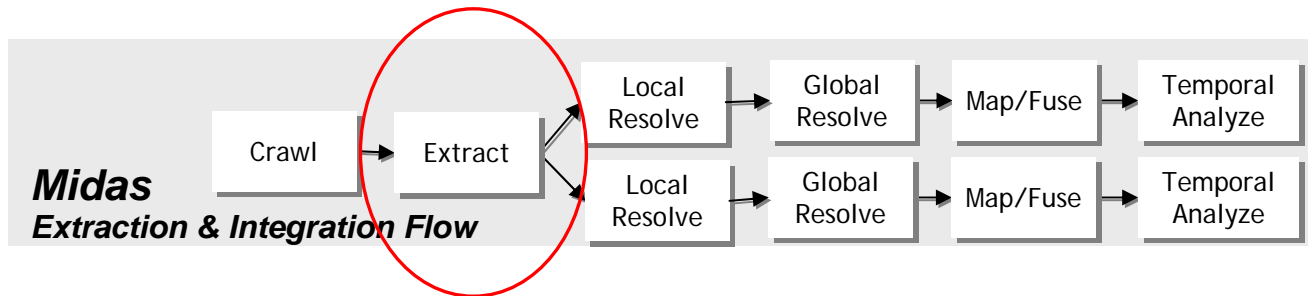 Crawl
Extract
Local
Resolve
Global
Resolve
Map/Fuse
Temporal
Analyze
Local
Resolve
Global
Resolve
Map/Fuse
Temporal
Analyze
Midas
Extraction & Integration Flow